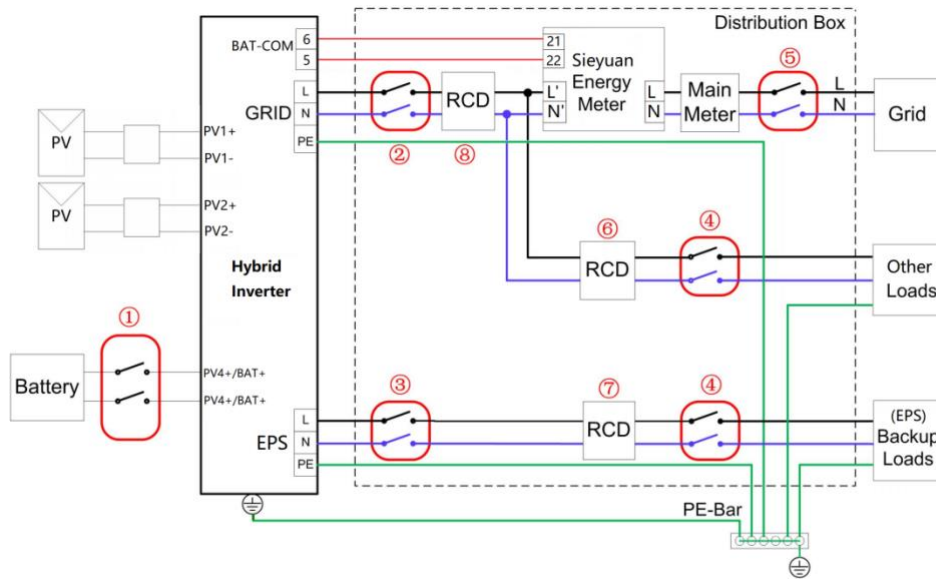 Distribution Box
BAT-COM
6
5
21
22
Sieyuan
Energy
Meter
⑤
L
N
GRID
L
N
PE
RCD
L'
N'
L
N
Main
Meter
Grid
②
⑧
PV
PV1+
PV1-
PV
PV2+
PV2-
Hybrid
Inverter
⑥
④
RCD
Other
Loads
①
Battery
PV4+/BAT+
PV4+/BAT+
③
⑦
④
EPS
L
N
PE
RCD
(EPS)
Backup
Loads
PE-Bar